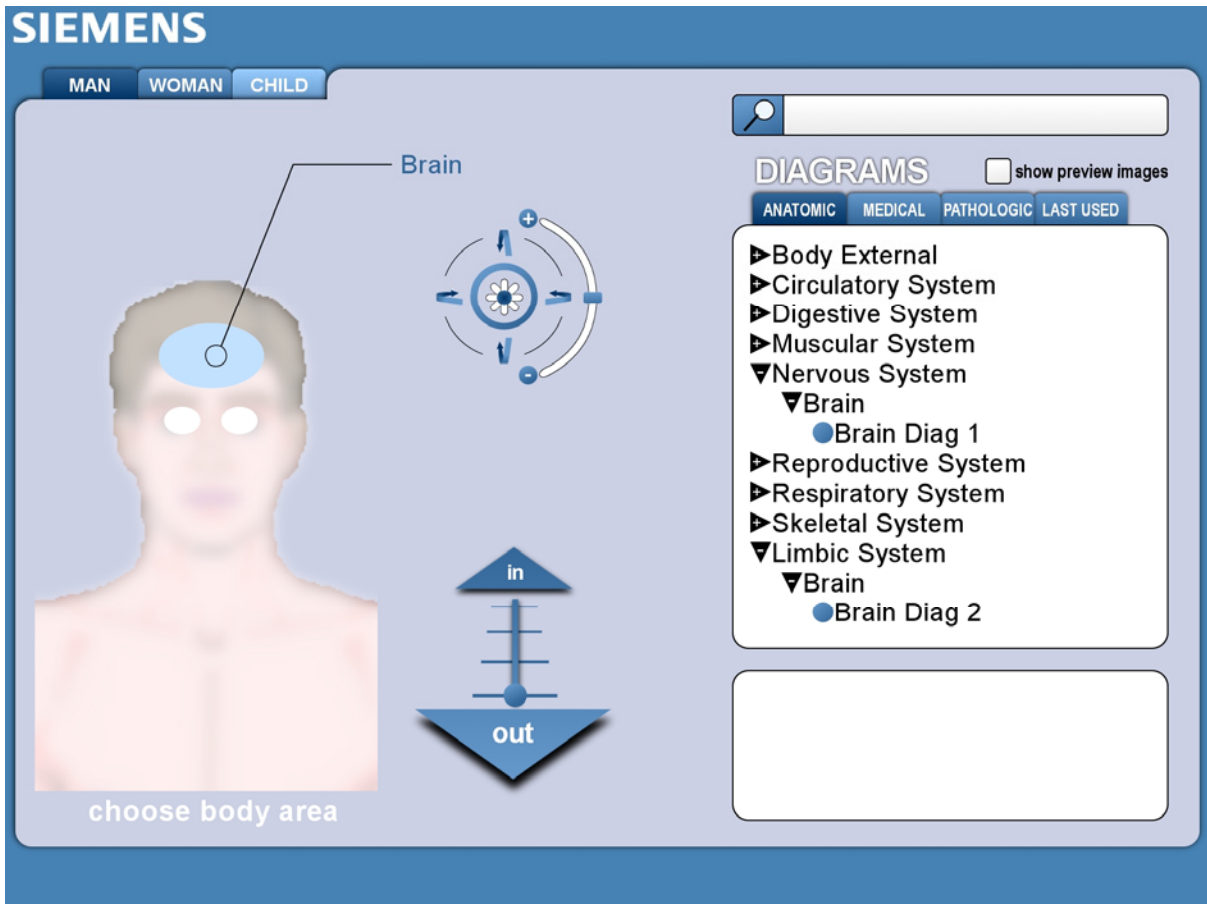 SIEMENS
MAN WOMAN CHILD
Brain
+
-
in
out
choose body area
DIAGRAMS
show preview images
ANATOMIC MEDICAL PATHOLOGIC LAST USED
Body External
Circulatory System
Digestive System
Muscular System
Nervous System
Brain
Brain Diag 1
Reproductive System
Respiratory System
Skeletal System
Limbic System
Brain
Brain Diag 2